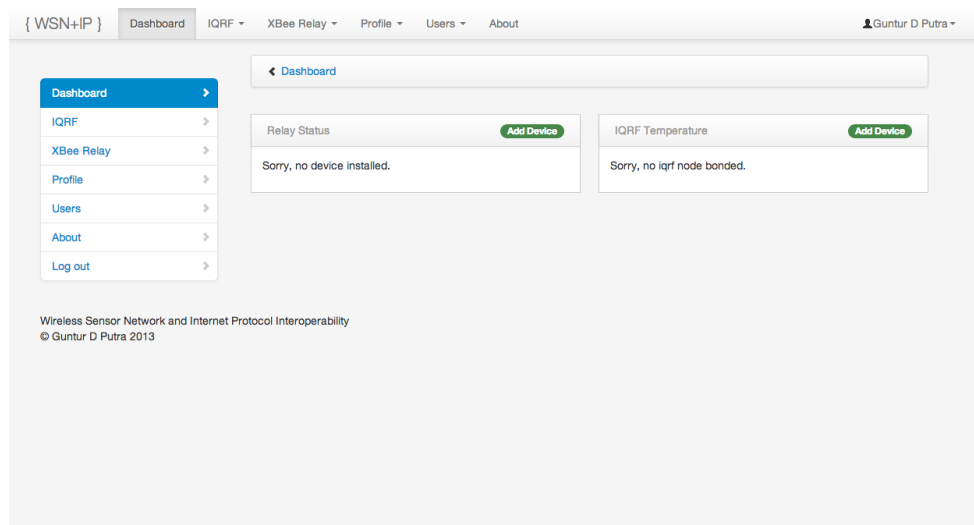 { WSN+IP } Dashboard IQRF XBee Relay Profile Users About Guntur D Putra
Dashboard
IQRF
XBee Relay
Profile
Users
About
Log out
Dashboard
Relay Status Add Device
Sorry, no device installed.
IQRF Temperature Add Device
Sorry, no iqrf node bonded.
Wireless Sensor Network and Internet Protocol Interoperability
© Guntur D Putra 2013